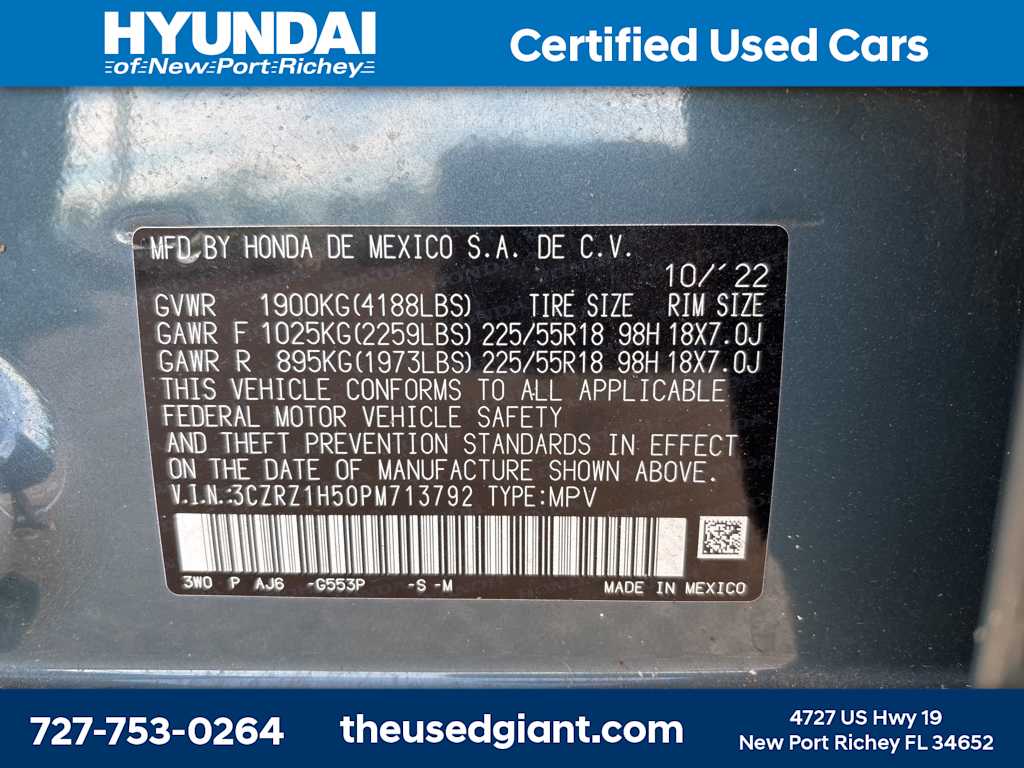 HYUNDAI
of New Port Richey
Certified Used Cars
MFD.BY HONDA DE MEXICO S.A. DE C.V.
10/'22
GVWR 1900KG(4188LBS) TIRE SIZE RIM SIZE
GAWR F 1025KG(2259LBS) 225/55R18 98H 18X7.0J
GAWR R 895KG(1973LBS) 225/55R18 98H 18X7.0J
THIS VEHICLE CONFORMS TO ALL APPLICABLE
FEDERAL MOTOR VEHICLE SAFETY
AND THEFT PREVENTION STANDARDS IN EFFECT
ON THE DATE OF MANUFACTURE SHOWN ABOVE.
V.I.N.:3CZRZ1H50PM713792 TYPE:MPV
3WO P AJ6 -G553P -S -M MADE IN MEXICO
727-753-0264
theusedgiant.com
4727 US Hwy 19
New Port Richey FL 34652